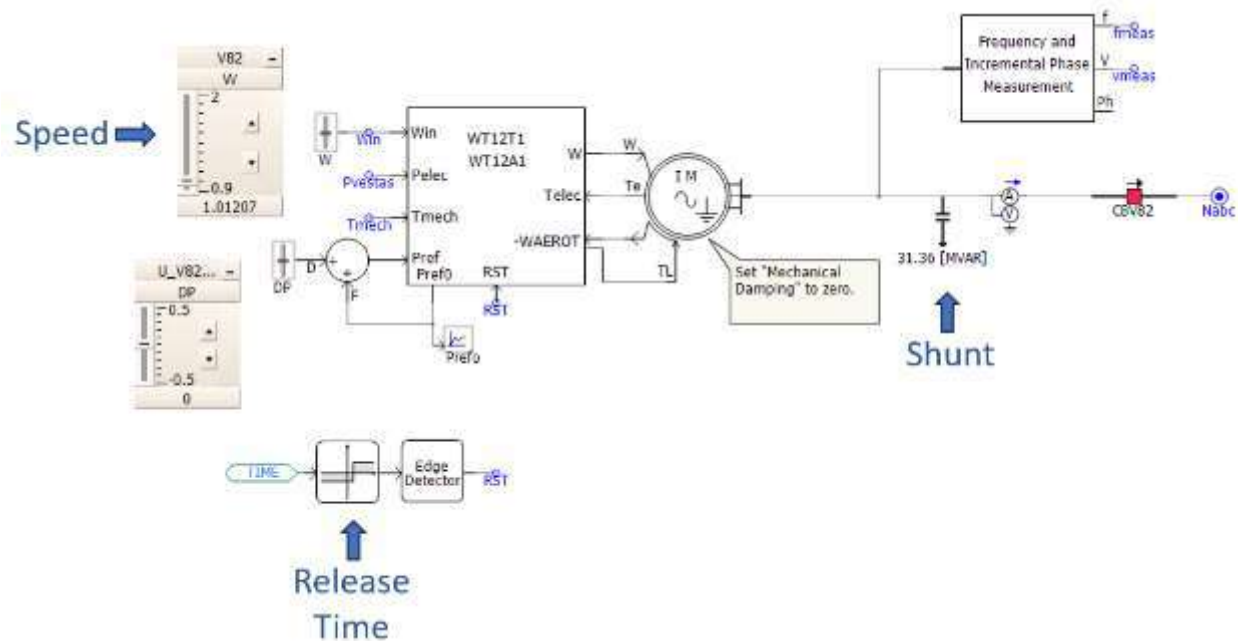 Speed
V82
W
2
0.9
1.01207
U_V82...
DP
0.5
-0.5
0
W
Win
Pvestas
Tmech
DP
D
F
Win
Pelec
Tmech
Pref
Pref0
WT12T1
WT12A1
W
Telec
-WAEROT
RST
RST
Prefo
W
Te
TL
I M
Set "Mechanical
Damping" to zero.
Frequency and
Incremental Phase
Measurement
f
V
Ph
fmeas
vmeas
31.36 [MVAR]
A
V
CBV82
Nabc
Shunt
TIME
Edge
Detector
RST
Release
Time